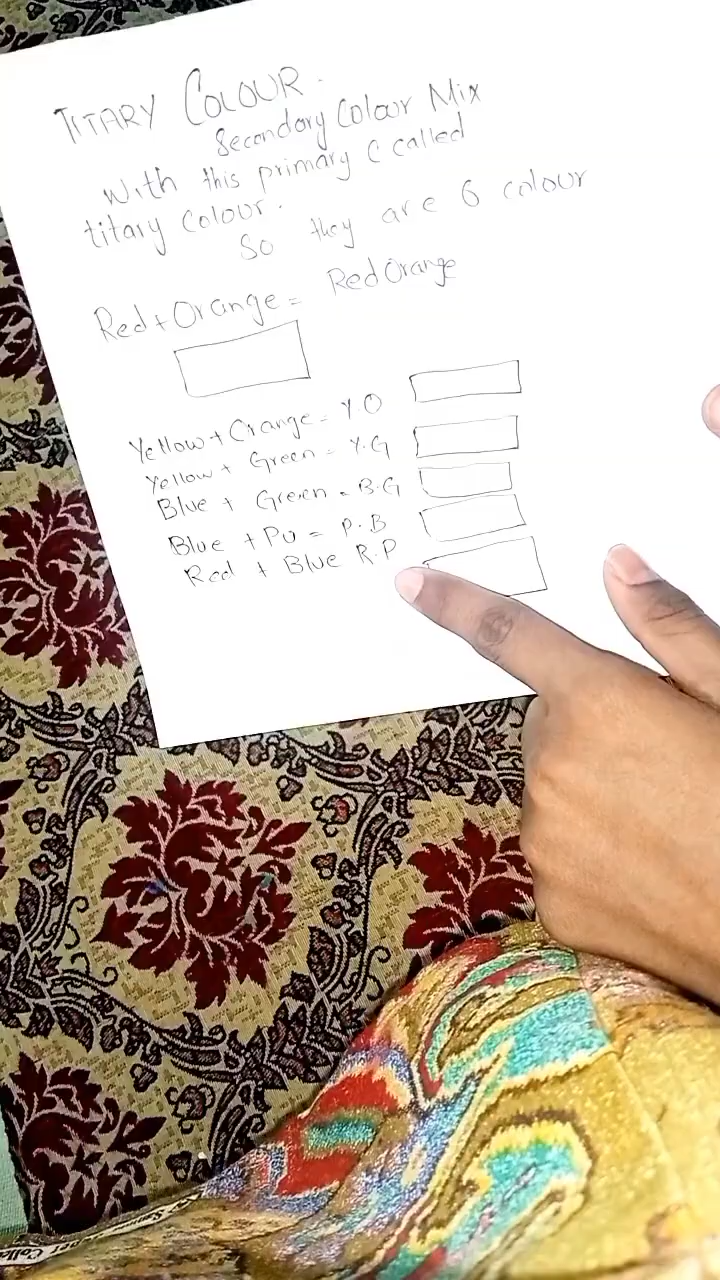 TITARY COLOUR.
Secondary Colour Mix
With this primary C called
titary colour.
So they are 6 colour
Red + Orange = Red Orange
Yellow + Orange = Y.O
Yellow + Green = Y.G
Blue + Green = B.G
Blue + Pu = P.B
Red + Blue R.P